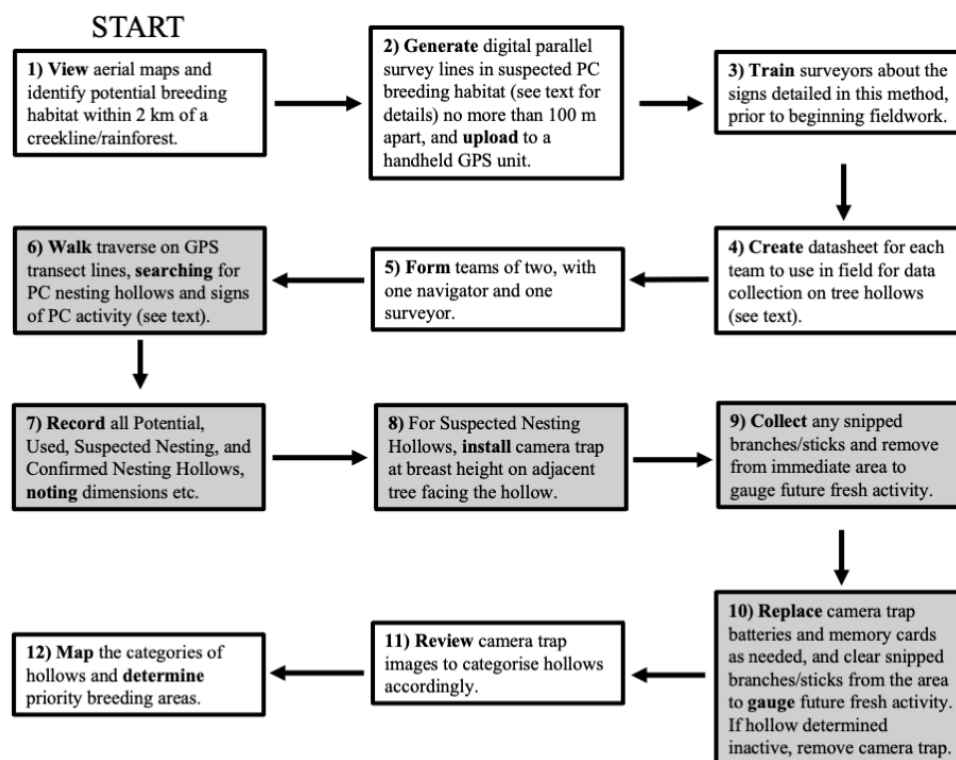 START
1) View aerial maps and
identify potential breeding
habitat within 2 km of a
creekline/rainforest.
2) Generate digital parallel
survey lines in suspected PC
breeding habitat (see text for
details) no more than 100 m
apart, and upload to a
handheld GPS unit.
3) Train surveyors about the
signs detailed in this method,
prior to beginning fieldwork.
4) Create datasheet for each
team to use in field for data
collection on tree hollows
(see text).
5) Form teams of two, with
one navigator and one
surveyor.
6) Walk traverse on GPS
transect lines, searching for
PC nesting hollows and signs
of PC activity (see text).
7) Record all Potential,
Used, Suspected Nesting, and
Confirmed Nesting Hollows,
noting dimensions etc.
8) For Suspected Nesting
Hollows, install camera trap
at breast height on adjacent
tree facing the hollow.
9) Collect any snipped
branches/sticks and remove
from immediate area to
gauge future fresh activity.
10) Replace camera trap
batteries and memory cards
as needed, and clear snipped
branches/sticks from the area
to gauge future fresh activity.
If hollow determined
inactive, remove camera trap.
11) Review camera trap
images to categorise hollows
accordingly.
12) Map the categories of
hollows and determine
priority breeding areas.